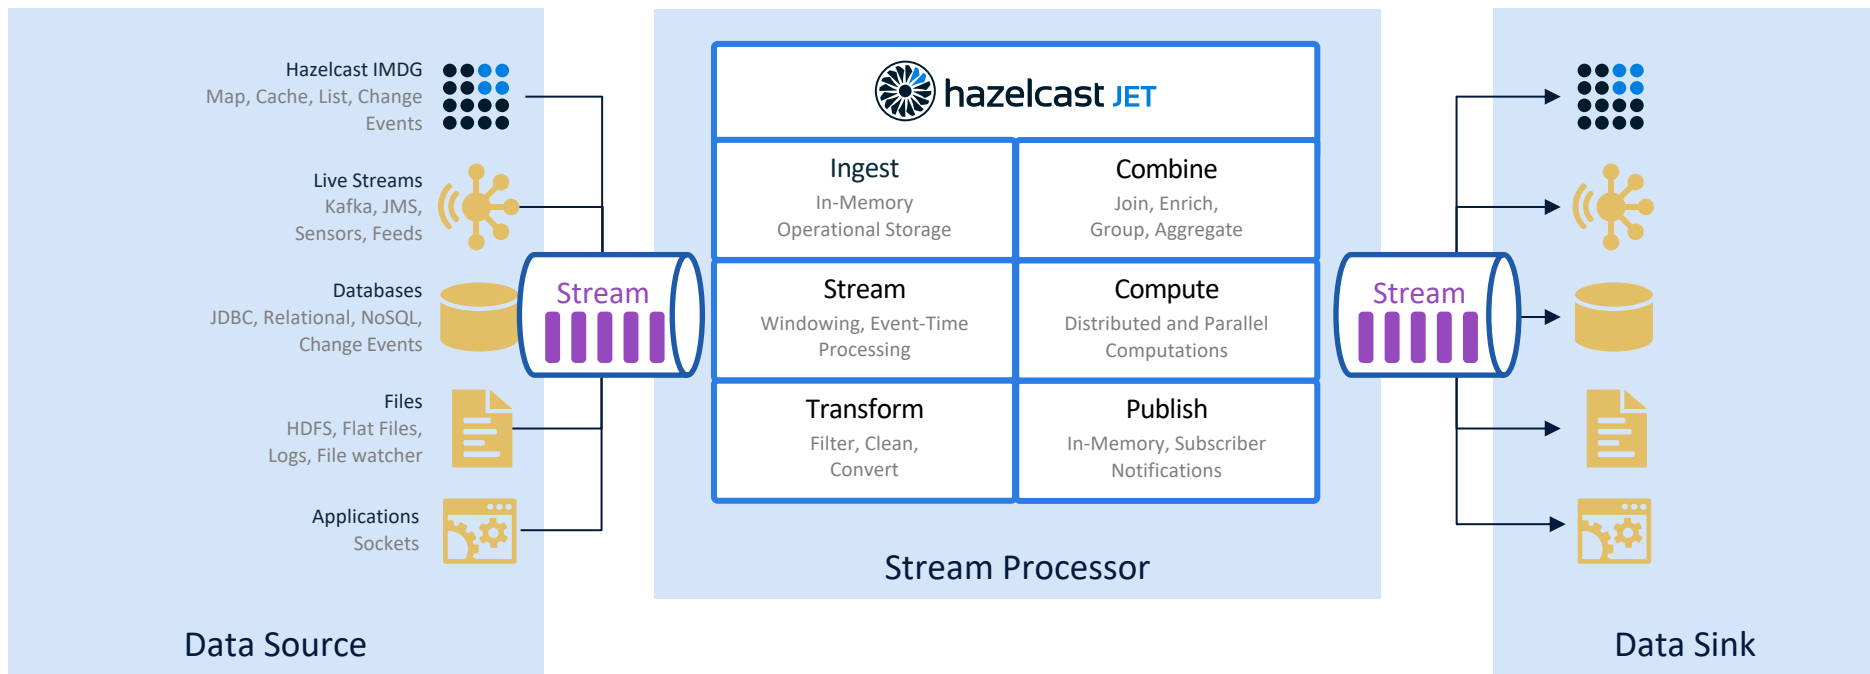 Hazelcast IMDG
Map, Cache, List, Change
Events
Live Streams
Kafka, JMS,
Sensors, Feeds
Databases
JDBC, Relational, NoSQL,
Change Events
Files
HDFS, Flat Files,
Logs, File watcher
Applications
Sockets
Data Source
Stream
hazelcast JET
Ingest
In-Memory
Operational Storage
Combine
Join, Enrich,
Group, Aggregate
Stream
Windowing, Event-Time
Processing
Compute
Distributed and Parallel
Computations
Transform
Filter, Clean,
Convert
Publish
In-Memory, Subscriber
Notifications
Stream Processor
Stream
Data Sink